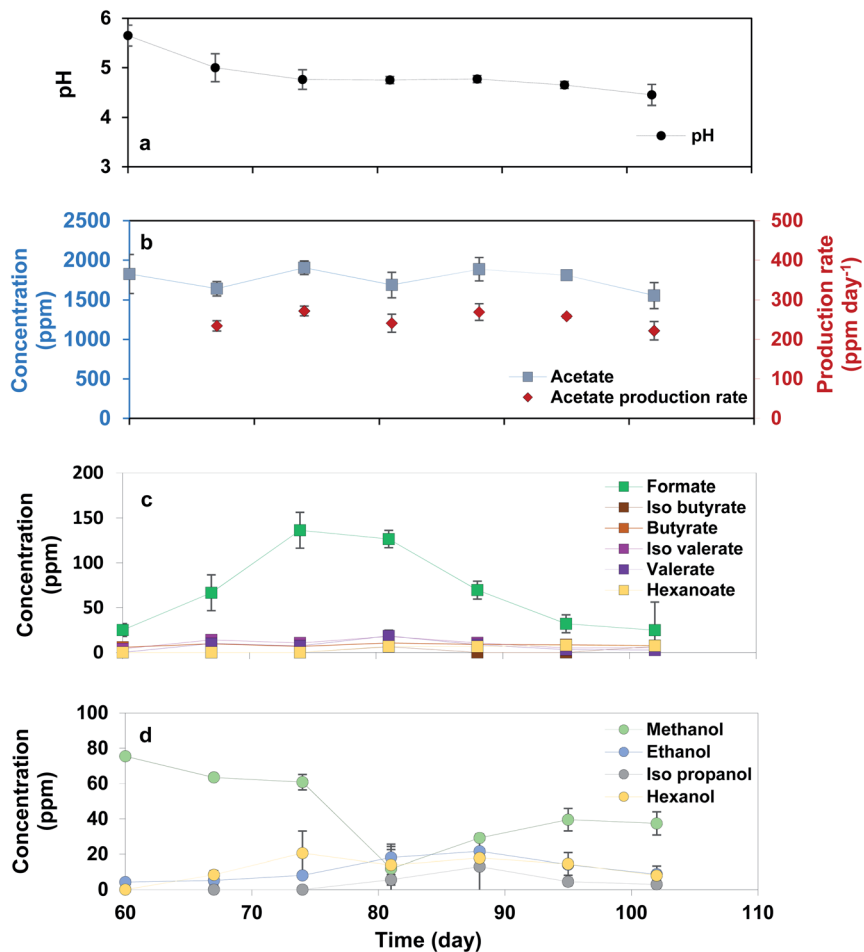 6
5
4
3
pH
a
pH
2500
2000
1500
1000
500
0
Concentration
(ppm)
b
Acetate
Acetate production rate
500
400
300
200
100
0
Production rate
(ppm day⁻¹)
200
150
100
50
0
Concentration
(ppm)
c
Formate
Iso butyrate
Butyrate
Iso valerate
Valerate
Hexanoate
100
80
60
40
20
0
Concentration
(ppm)
d
Methanol
Ethanol
Iso propanol
Hexanol
60 70 80 90 100 110
Time (day)